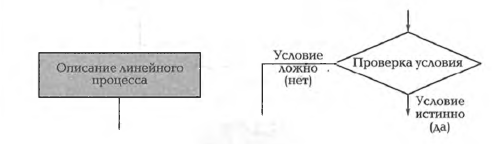 Описание линейного
процесса
Условие
ложно
(нет)
Проверка условия
Условие
истинно
(да)